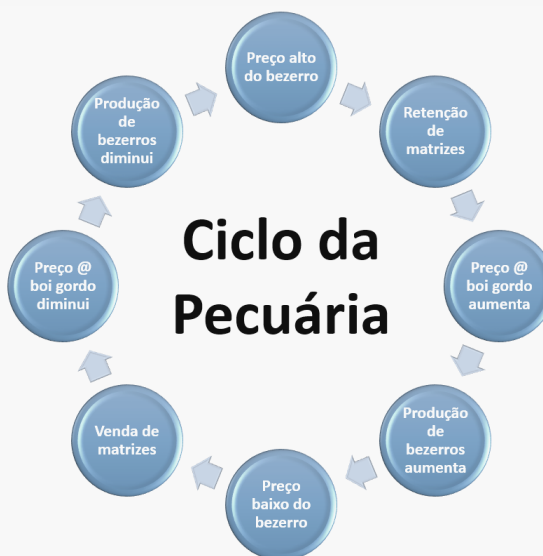 Preço alto
do bezerro
Retenção
de
matrizes
Preço @
boi gordo
aumenta
Produção
de
bezerros
aumenta
Preço
baixo do
bezerro
Venda de
matrizes
Preço @
boi gordo
diminui
Produção
de
bezerros
diminui
Ciclo da
Pecuária